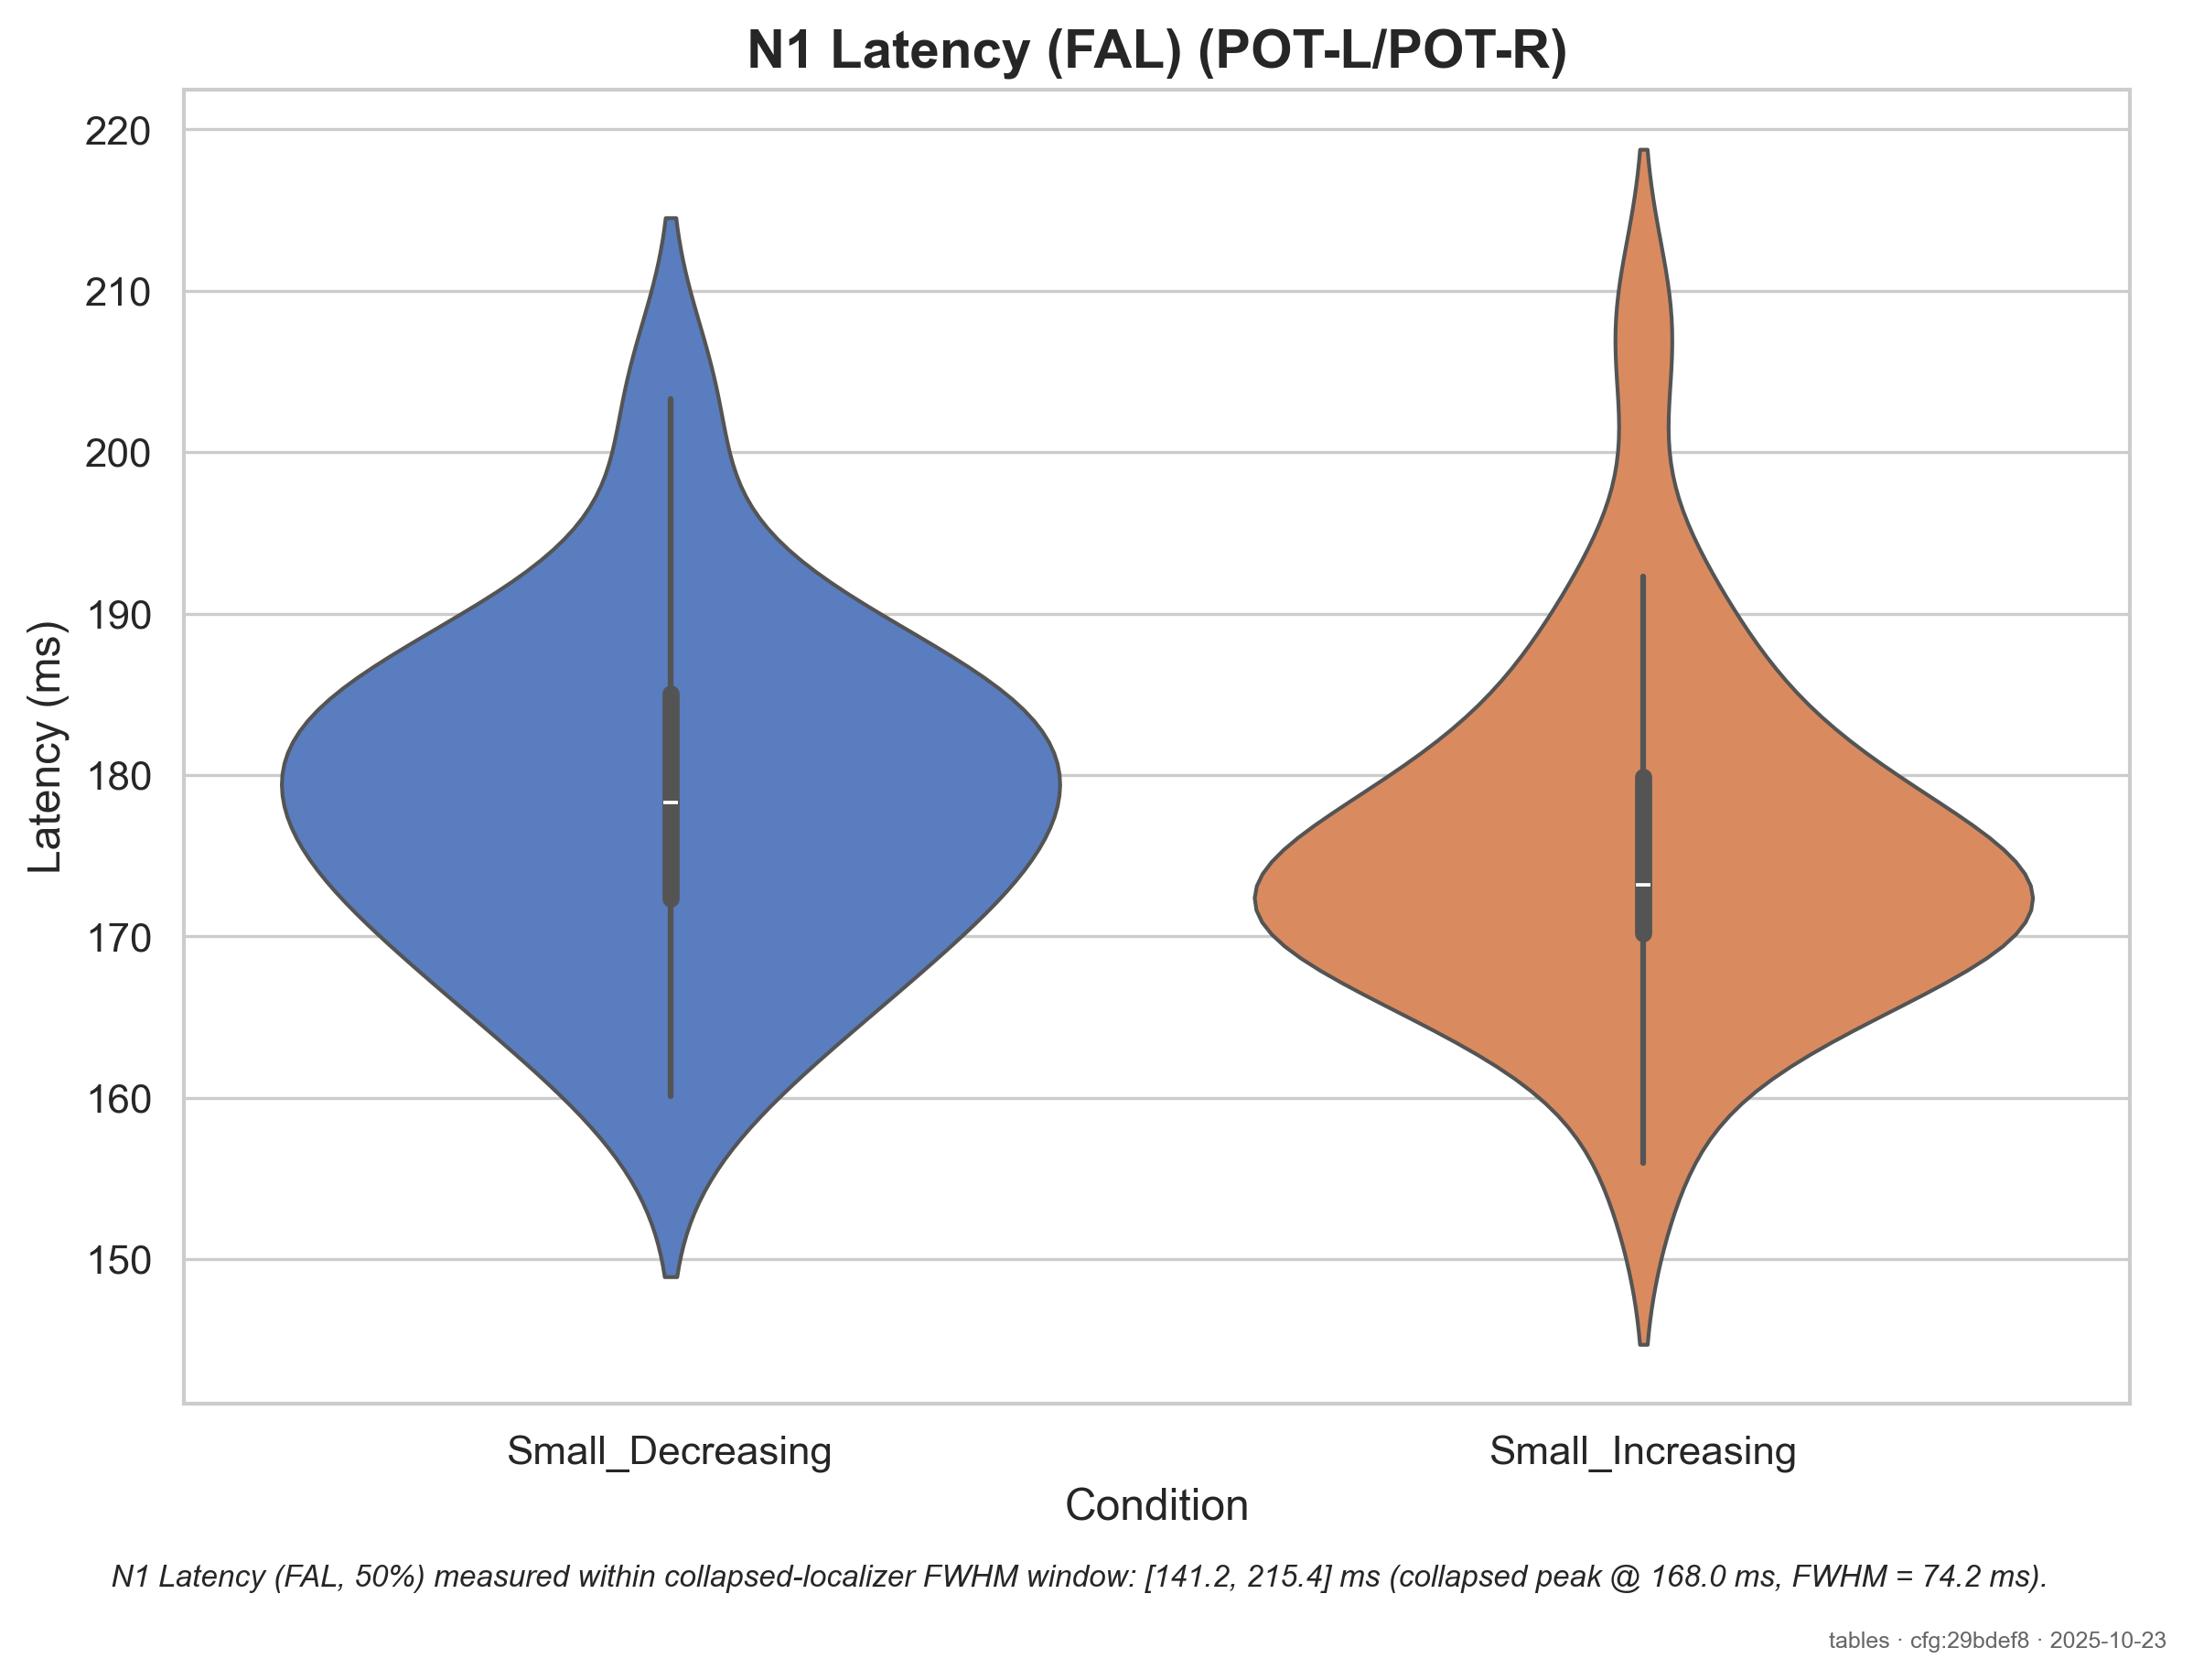 N1 Latency (FAL) (POT-L/POT-R)
220
210
200
190
180
170
160
150
Latency (ms)
Small_Decreasing
Small_Increasing
Condition
N1 Latency (FAL, 50%) measured within collapsed-localizer FWHM window: [141.2, 215.4] ms (collapsed peak @ 168.0 ms, FWHM = 74.2 ms).
tables · cfg:29bdef8 · 2025-10-23